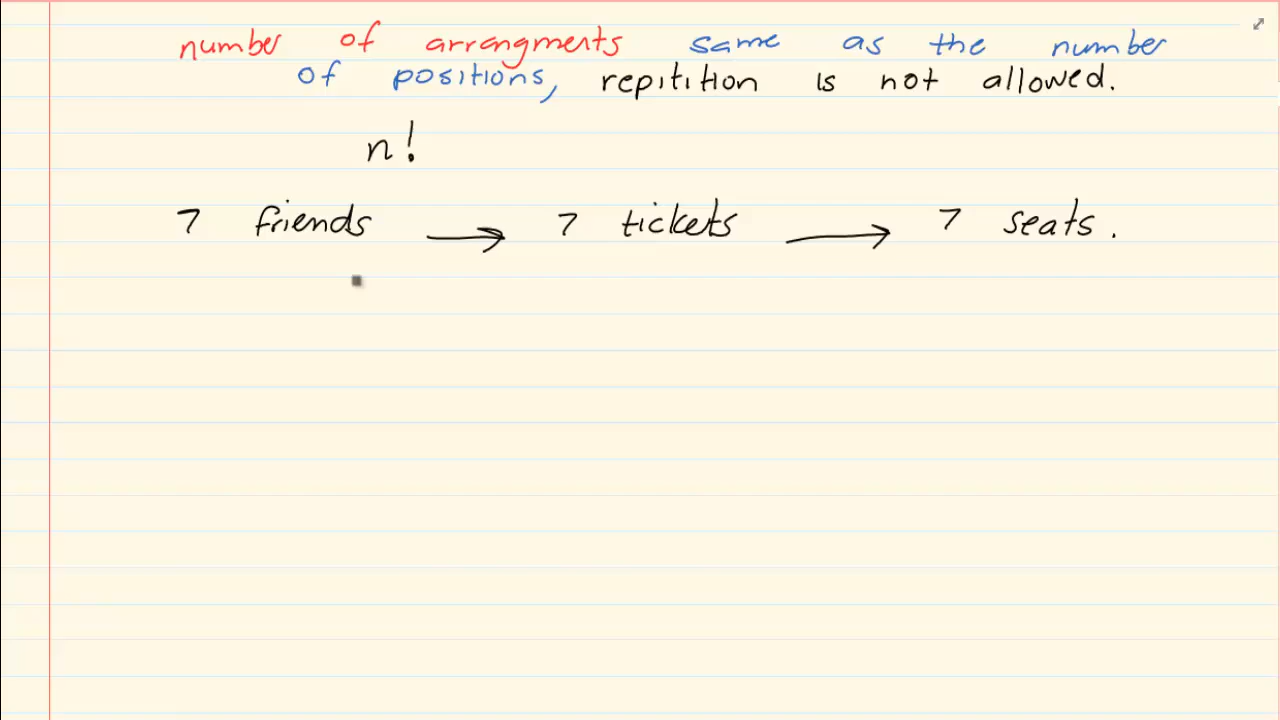 number of arrangments same as the number
of positions, repitition is not allowed.
n!
7 friends → 7 tickets → 7 seats.